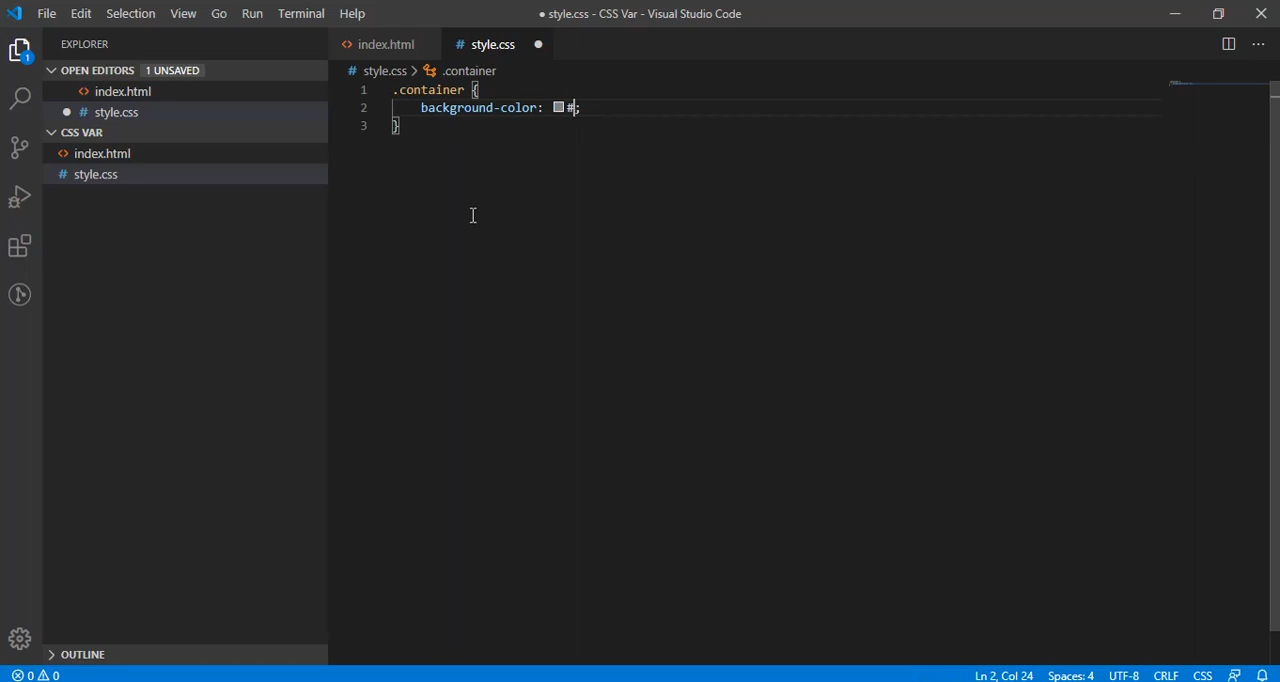 File Edit Selection View Go Run Terminal Help
● style.css - CSS Var - Visual Studio Code
EXPLORER
OPEN EDITORS 1 UNSAVED
<> index.html
● # style.css
CSS VAR
<> index.html
# style.css
OUTLINE
<> index.html # style.css ●
# style.css > .container
1 .container {
2 background-color: #;
3 }
1
0 0
Ln 2, Col 24 Spaces: 4 UTF-8 CRLF CSS